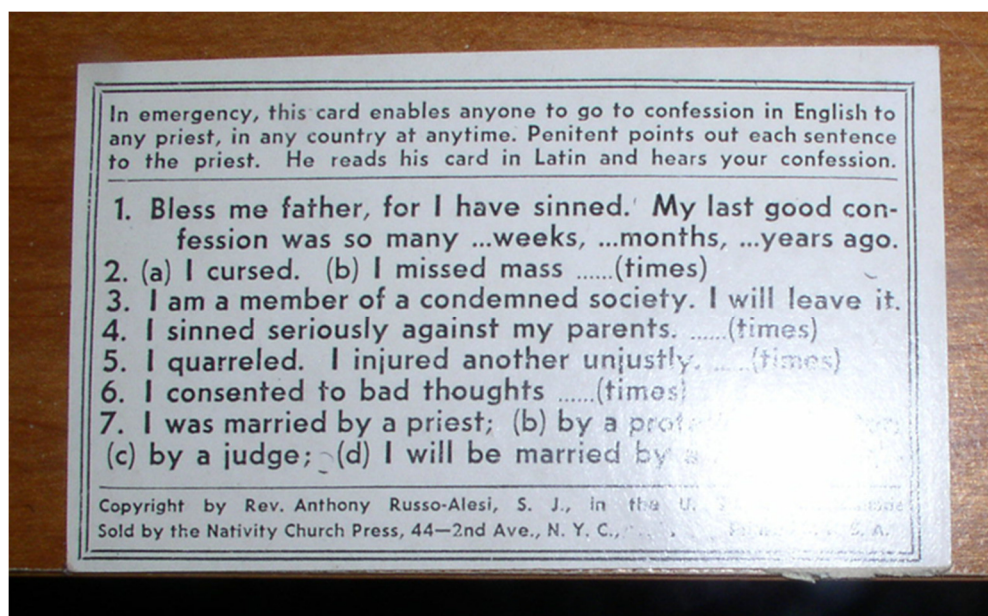 In emergency, this card enables anyone to go to confession in English to
any priest, in any country at anytime. Penitent points out each sentence
to the priest. He reads his card in Latin and hears your confession.
1. Bless me father, for I have sinned. My last good con-
fession was so many ...weeks, ...months, ...years ago.
2. (a) I cursed. (b) I missed mass ......(times)
3. I am a member of a condemned society. I will leave it.
4. I sinned seriously against my parents. ......(times)
5. I quarreled. I injured another unjustly. ......(times)
6. I consented to bad thoughts ......(times)
7. I was married by a priest; (b) by a
(c) by a judge; (d) I will be married by a
Copyright by Rev. Anthony Russo-Alesi, S. J., in the U.
Sold by the Nativity Church Press, 44—2nd Ave., N. Y. C.,